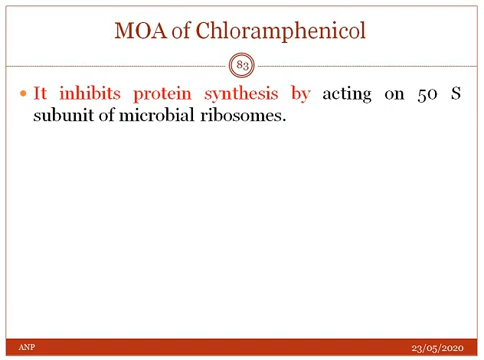 MOA of Chloramphenicol
83
It inhibits protein synthesis by acting on 50 S
subunit of microbial ribosomes.
ANP
23/05/2020